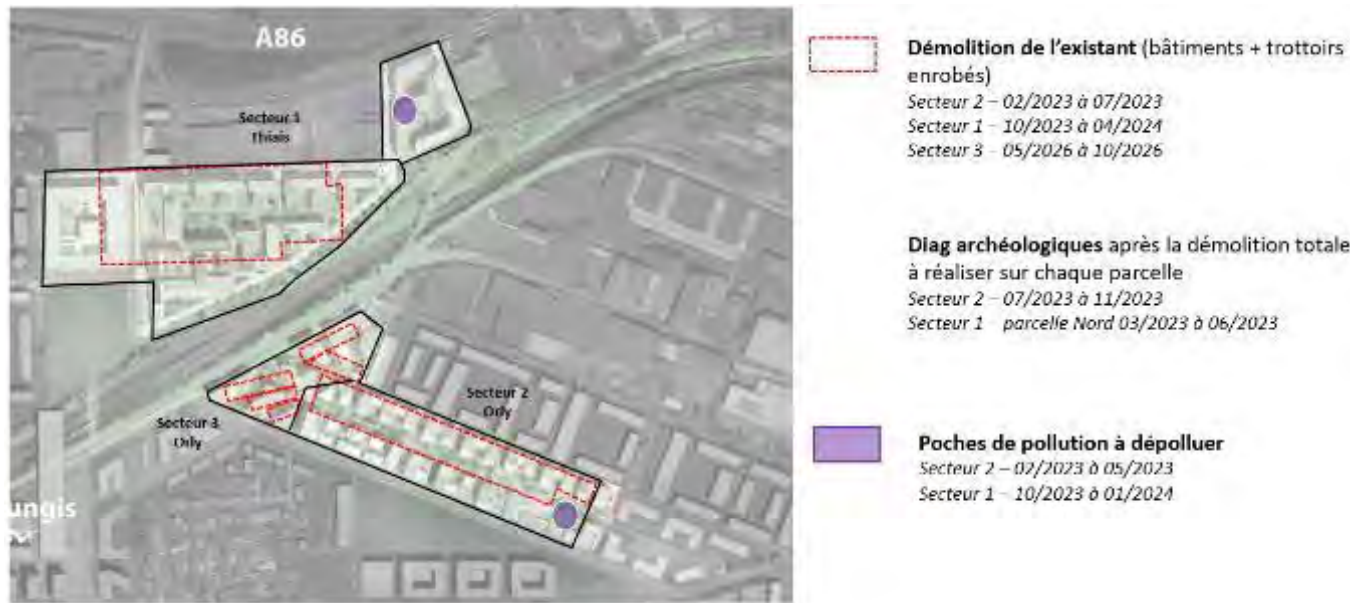 A86
Secteur 1
Thiais
Secteur 2
Orly
Secteur 3
Orly
ungis
Démolition de l'existant (bâtiments + trottoirs
enrobés)
Secteur 2 – 02/2023 à 07/2023
Secteur 1 – 10/2023 à 04/2024
Secteur 3 – 05/2026 à 10/2026
Diag archéologiques après la démolition totale
à réaliser sur chaque parcelle
Secteur 2 – 07/2023 à 11/2023
Secteur 1 – parcelle Nord 03/2023 à 06/2023
Poches de pollution à dépolluer
Secteur 2 – 02/2023 à 05/2023
Secteur 1 – 10/2023 à 01/2024